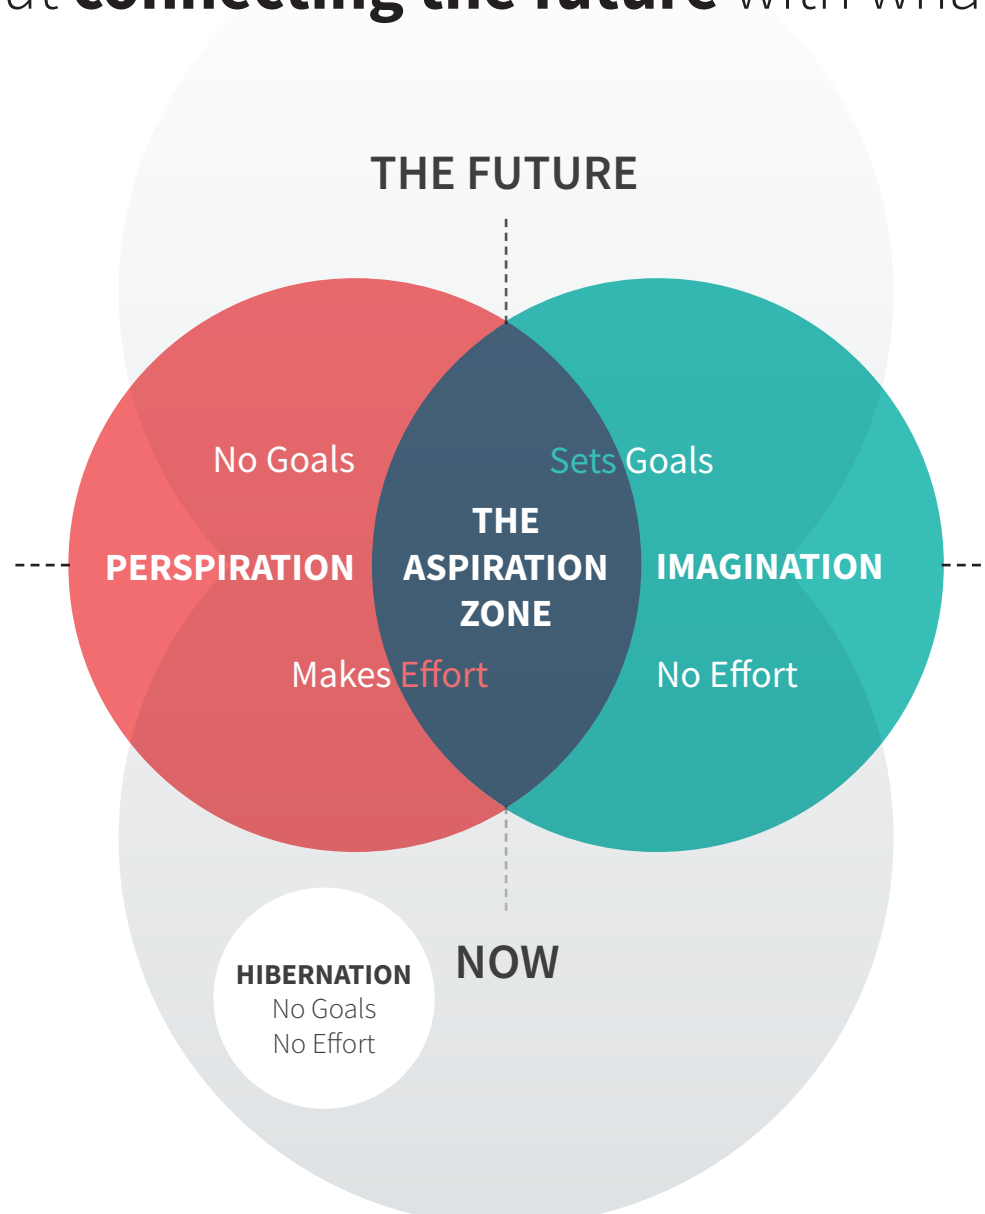 connecting the future with
THE FUTURE
No Goals
Sets Goals
THE
ASPIRATION
ZONE
PERSPIRATION
IMAGINATION
Makes Effort
No Effort
NOW
HIBERNATION
No Goals
No Effort